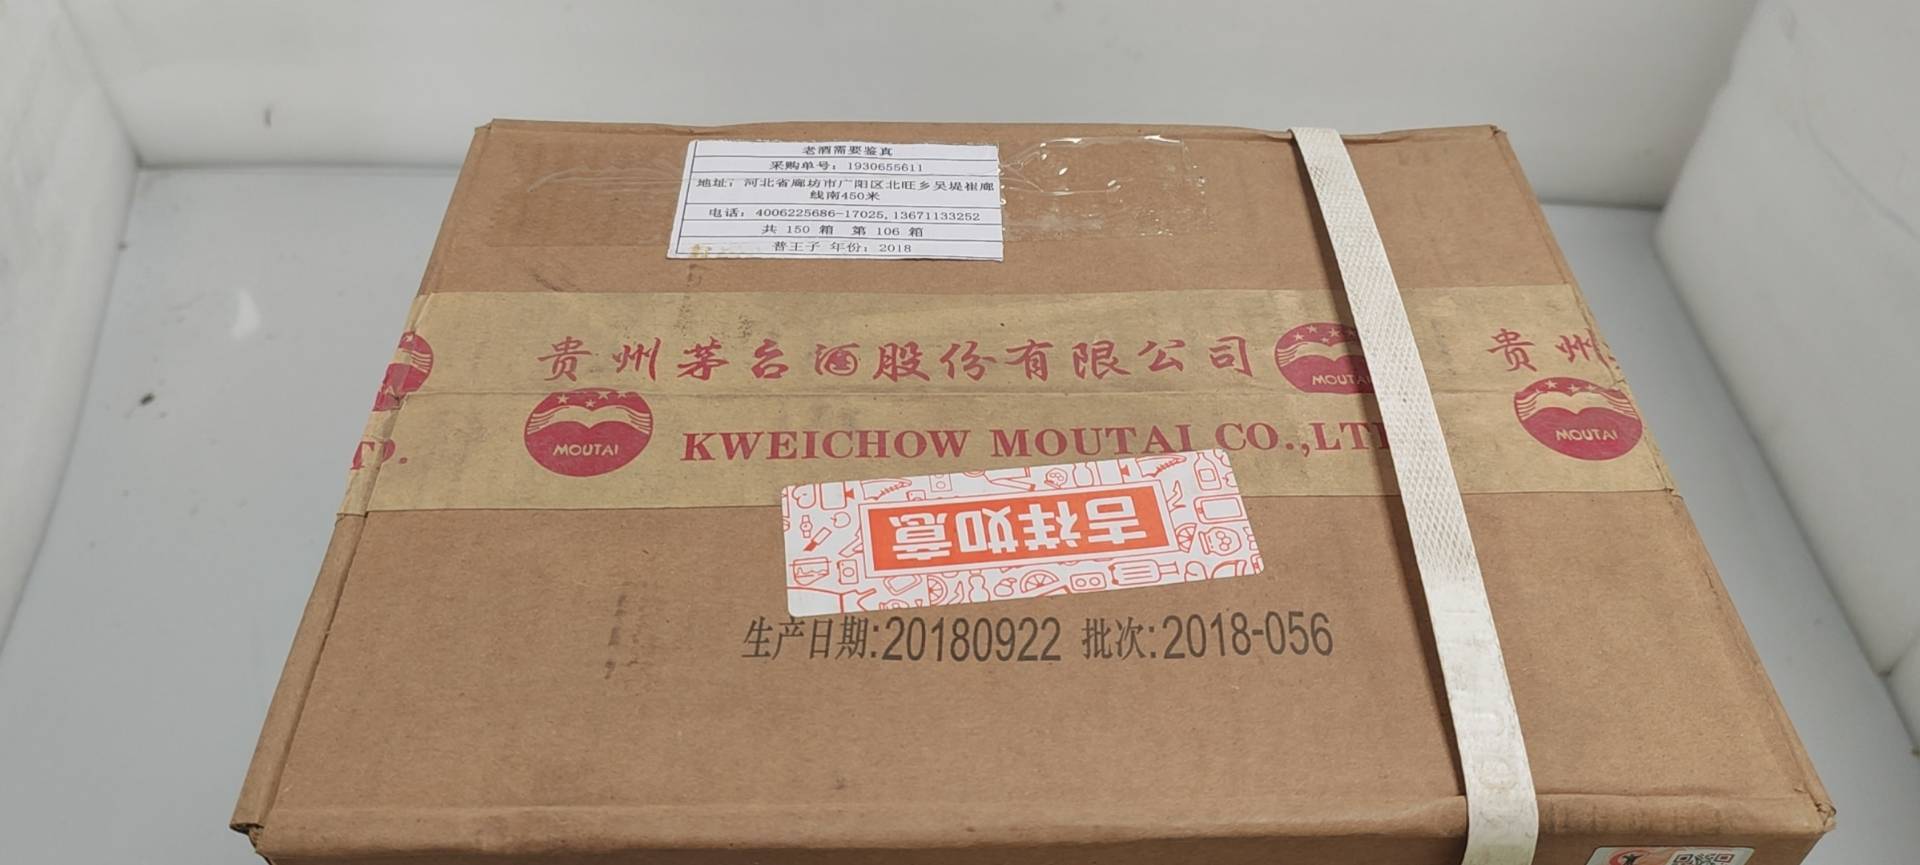 老酒需要鉴真
采购单号：1930655611
地址：河北省廊坊市广阳区北旺乡吴堤崔廊
线南450米
电话：4006225686-17025,13671133252
共 150 箱 第 106 箱
普王子 年份：2018
贵州茅台酒股份有限公司
MOUTAI
贵州
MOUTAI
KWEICHOW MOUTAI CO.,LT
MOUTAI
TD.
吉祥如意
生产日期:20180922 批次:2018-056